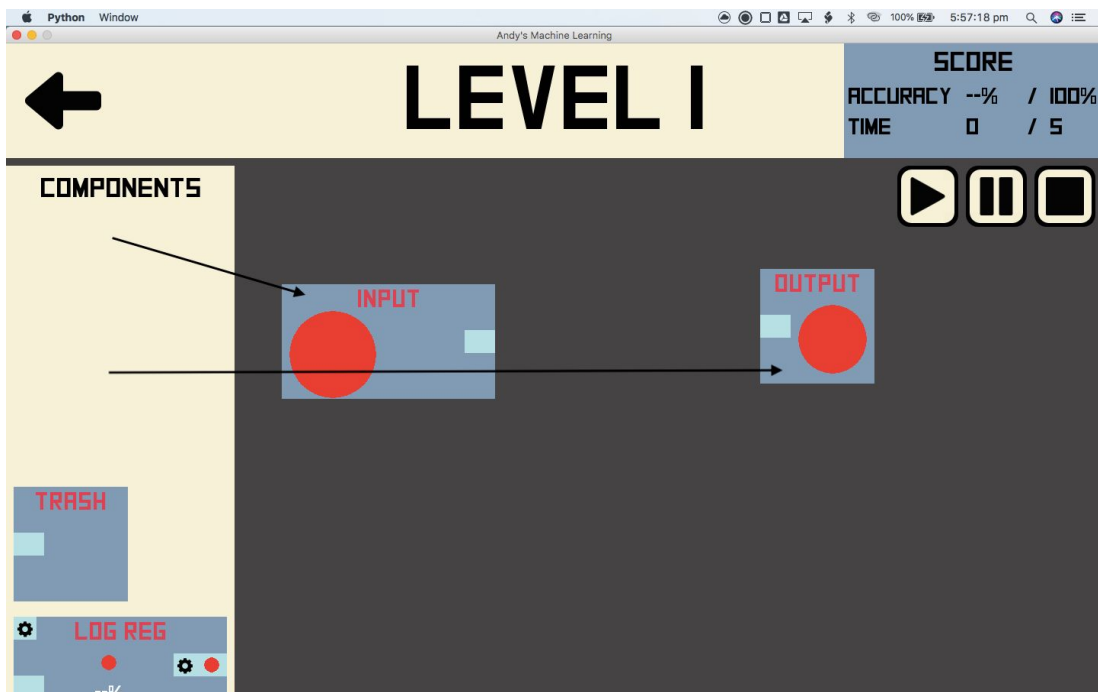 Python Window 100% 5:57:18 pm
Andy's Machine Learning
LEVEL 1
SCORE
ACCURACY --% / 100%
TIME 0 / 5
COMPONENTS
INPUT
OUTPUT
TRASH
LOG REG
--%